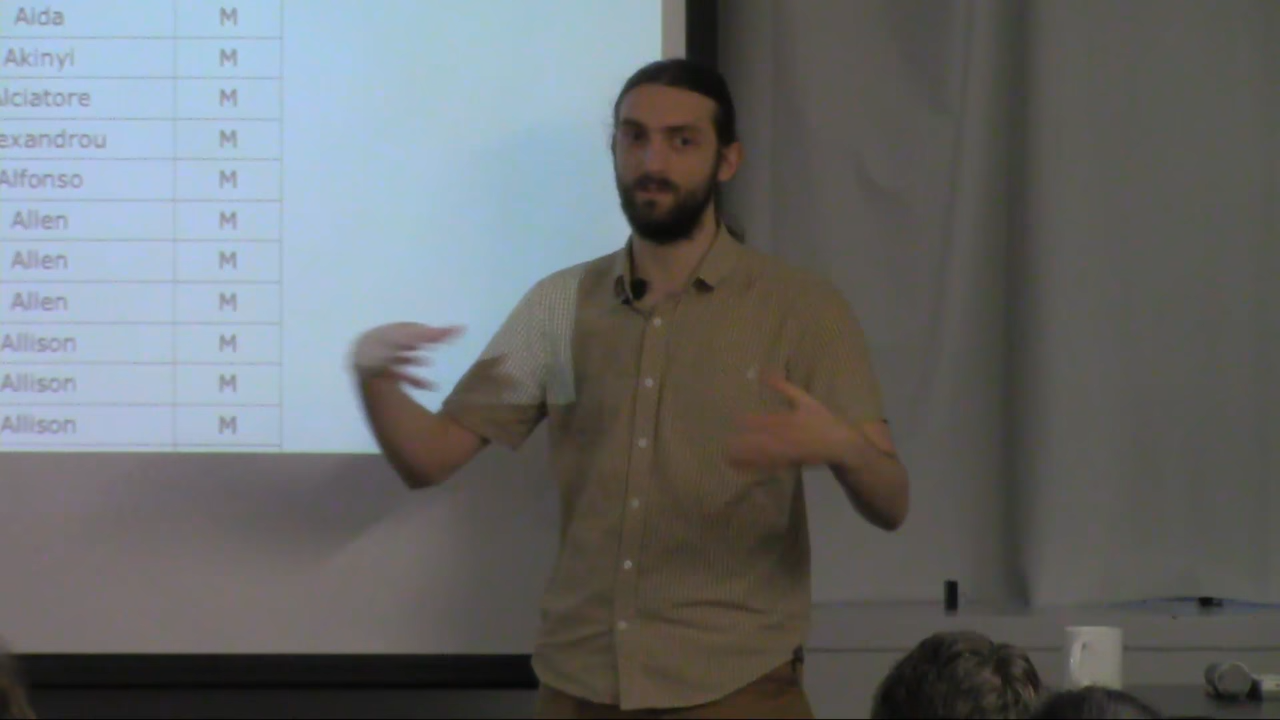 Aida M
Akinyi M
lciatore M
exandrou M
Alfonso M
Allen M
Allen M
Allen M
Allison M
Allison M
Allison M